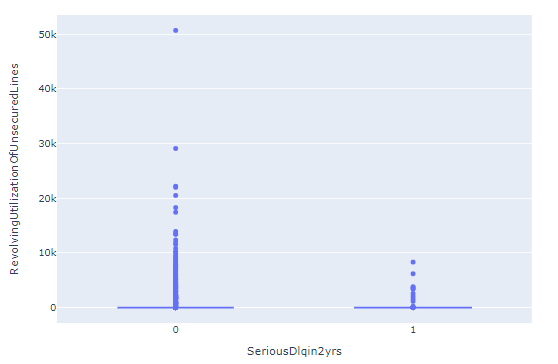 RevolvingUtilizationOfUnsecuredLines
50k
40k
30k
20k
10k
0
0
1
SeriousDlqin2yrs